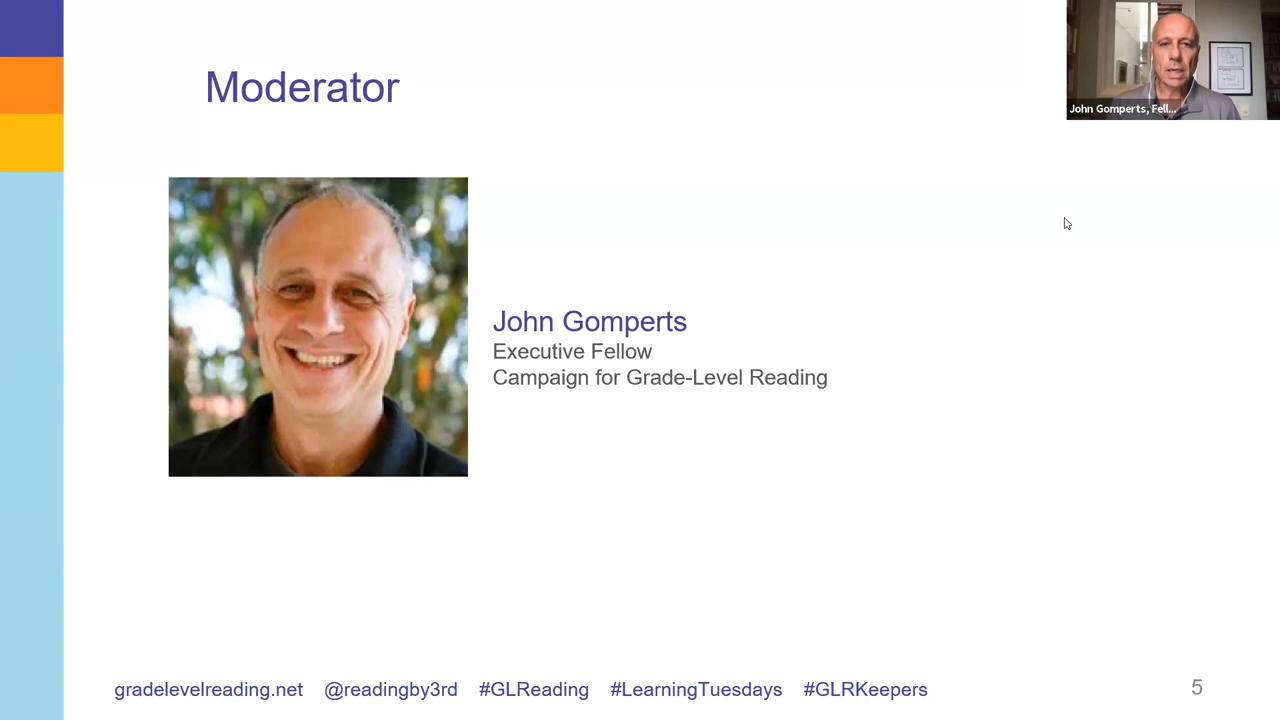 Moderator
John Gomperts, Fell...
John Gomperts
Executive Fellow
Campaign for Grade-Level Reading
gradelevelreading.net @readingby3rd #GLReading #LearningTuesdays #GLRKeepers
5